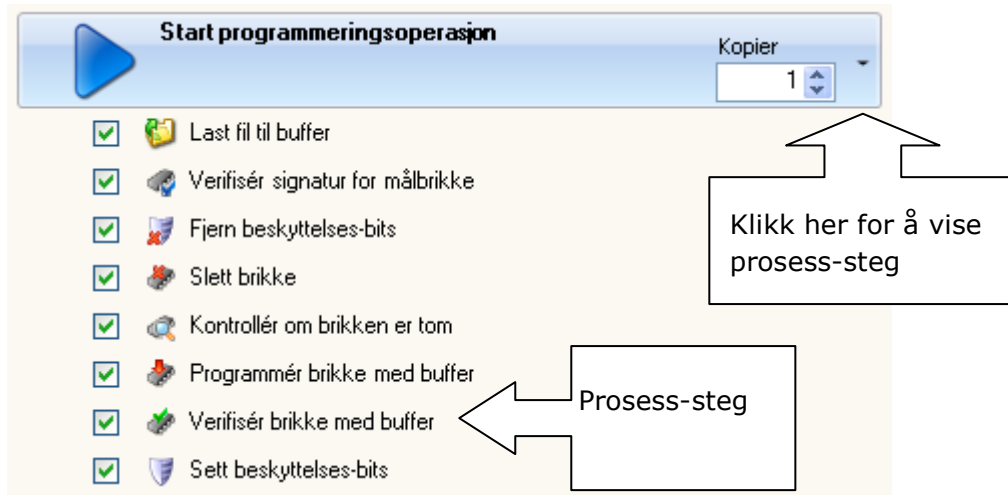 Start programmeringsoperasjon
Kopier
1
Last fil til buffer
Verifisér signatur for målbrikke
Fjern beskyttelses-bits
Slett brikke
Kontrollér om brikken er tom
Programmér brikke med buffer
Verifisér brikke med buffer
Sett beskyttelses-bits
Klikk her for å vise
prosess-steg
Prosess-steg